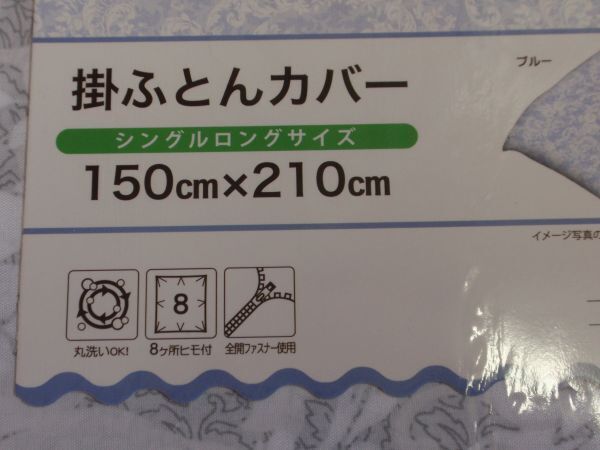 ブルー
掛ふとんカバー
シングルロングサイズ
150cm×210cm
イメージ写真の
8
丸洗いOK!
8ヶ所ヒモ付
全開ファスナー使用